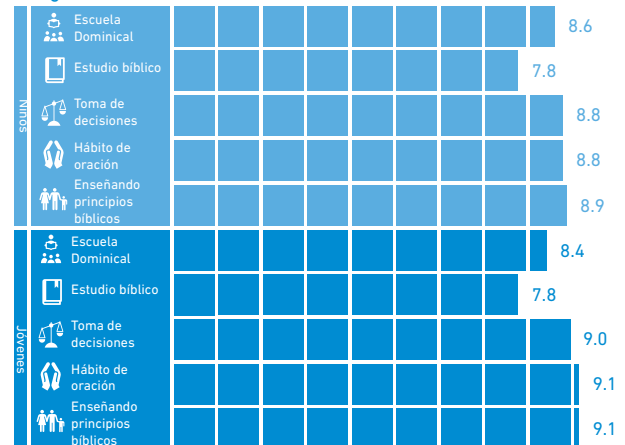 Niños
Escuela
Dominical
8.6
Estudio bíblico
7.8
Toma de
decisiones
8.8
Hábito de
oración
8.8
Enseñando
principios
bíblicos
8.9
Jóvenes
Escuela
Dominical
8.4
Estudio bíblico
7.8
Toma de
decisiones
9.0
Hábito de
oración
9.1
Enseñando
principios
bíblicos
9.1